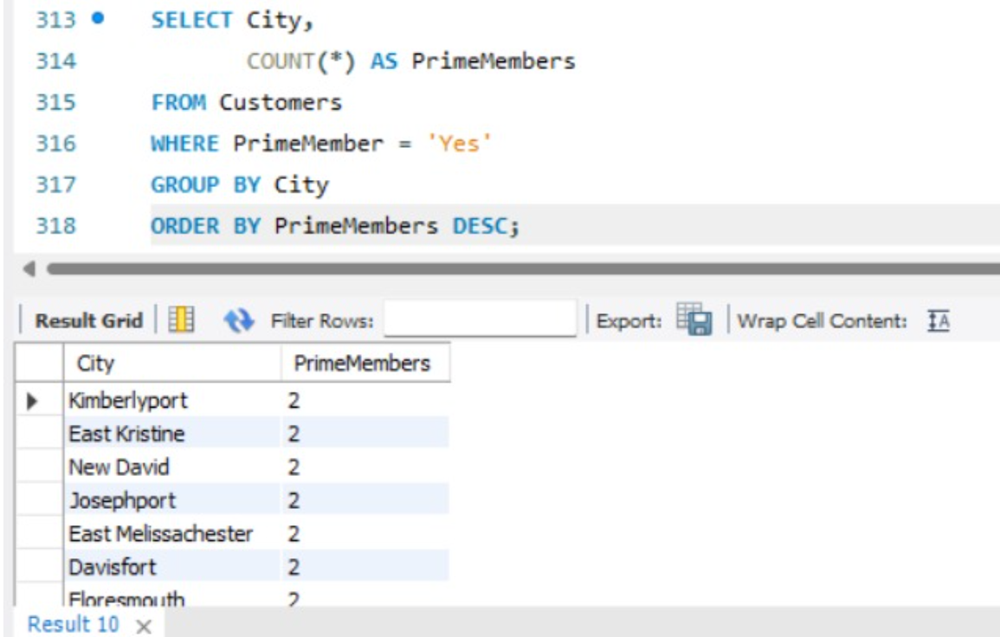 313 SELECT City,
314 COUNT(*) AS PrimeMembers
315 FROM Customers
316 WHERE PrimeMember = 'Yes'
317 GROUP BY City
318 ORDER BY PrimeMembers DESC;
Result Grid Filter Rows: Export: Wrap Cell Content: IA
City PrimeMembers
Kimberlyport 2
East Kristine 2
New David 2
Josephport 2
East Melissachester 2
Davisfort 2
Floresmouth 2
Result 10 ×